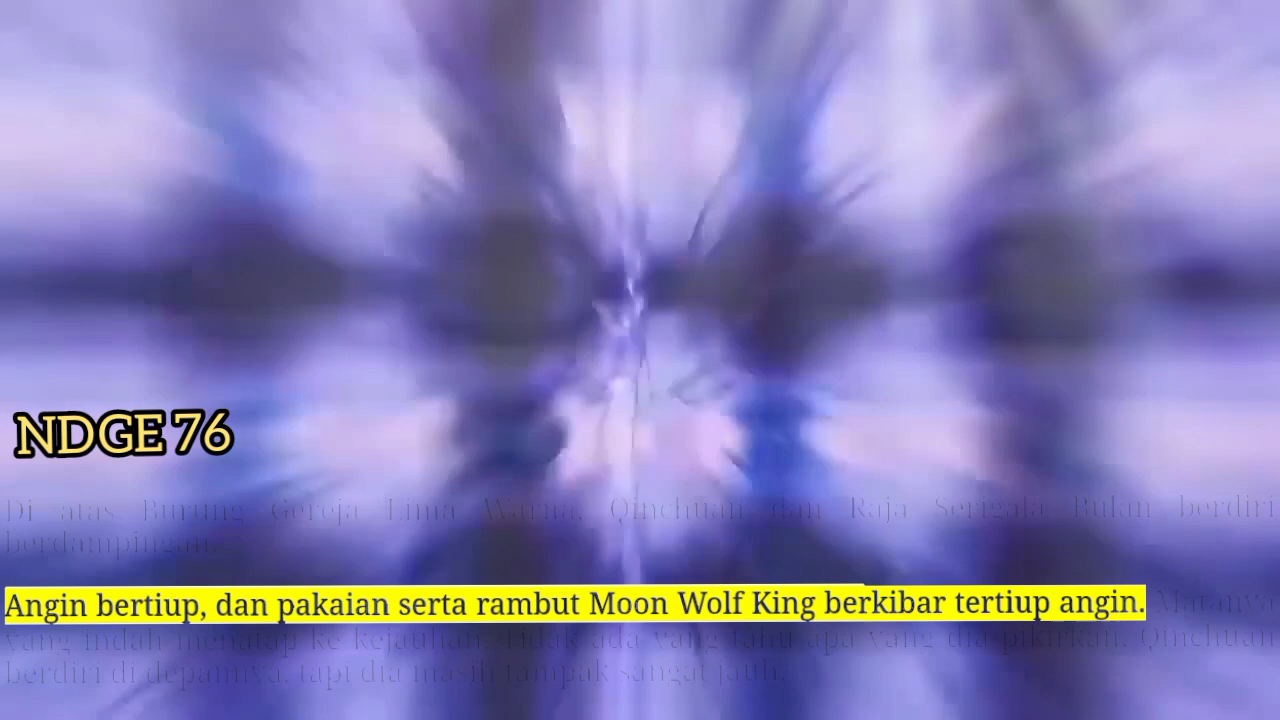 NDGE 76
Di atas Burung Gereja Lima Warna, Qinchuan dan Raja Serigala Bulan berdiri
berdampingan.
Angin bertiup, dan pakaian serta rambut Moon Wolf King berkibar tertiup angin. Matanya
yang indah menatap ke kejauhan. Tidak ada yang tahu apa yang dia pikirkan. Qinchuan
berdiri di depannya, tapi dia masih tampak sangat jauh.